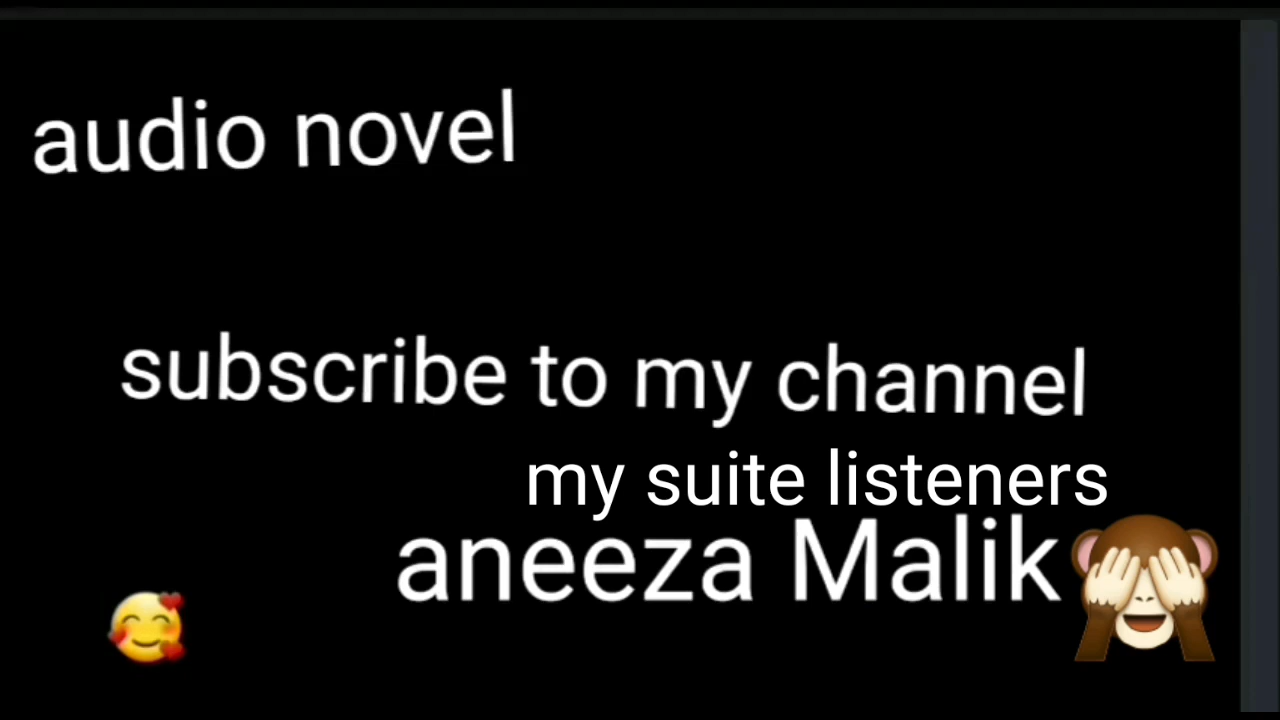 audio novel
subscribe to my channel
my suite listeners
aneeza Malik